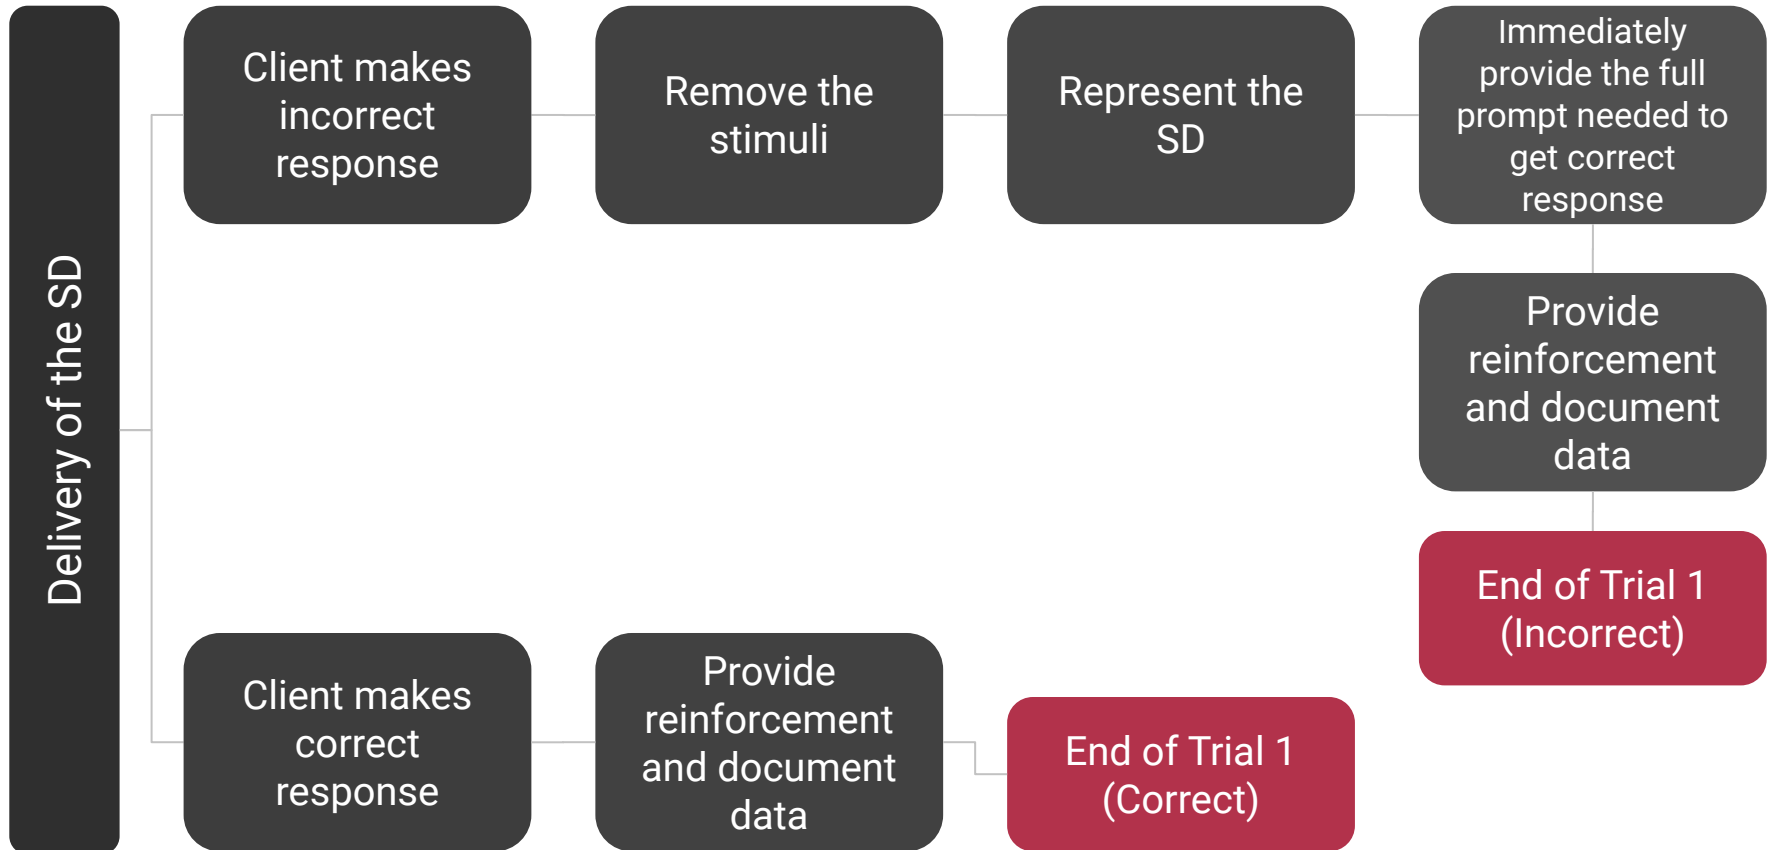 Delivery of the SD
Client makes
incorrect
response
Remove the
stimuli
Represent the
SD
Immediately
provide the full
prompt needed to
get correct
response
Provide
reinforcement
and document
data
End of Trial 1
(Incorrect)
Client makes
correct
response
Provide
reinforcement
and document
data
End of Trial 1
(Correct)